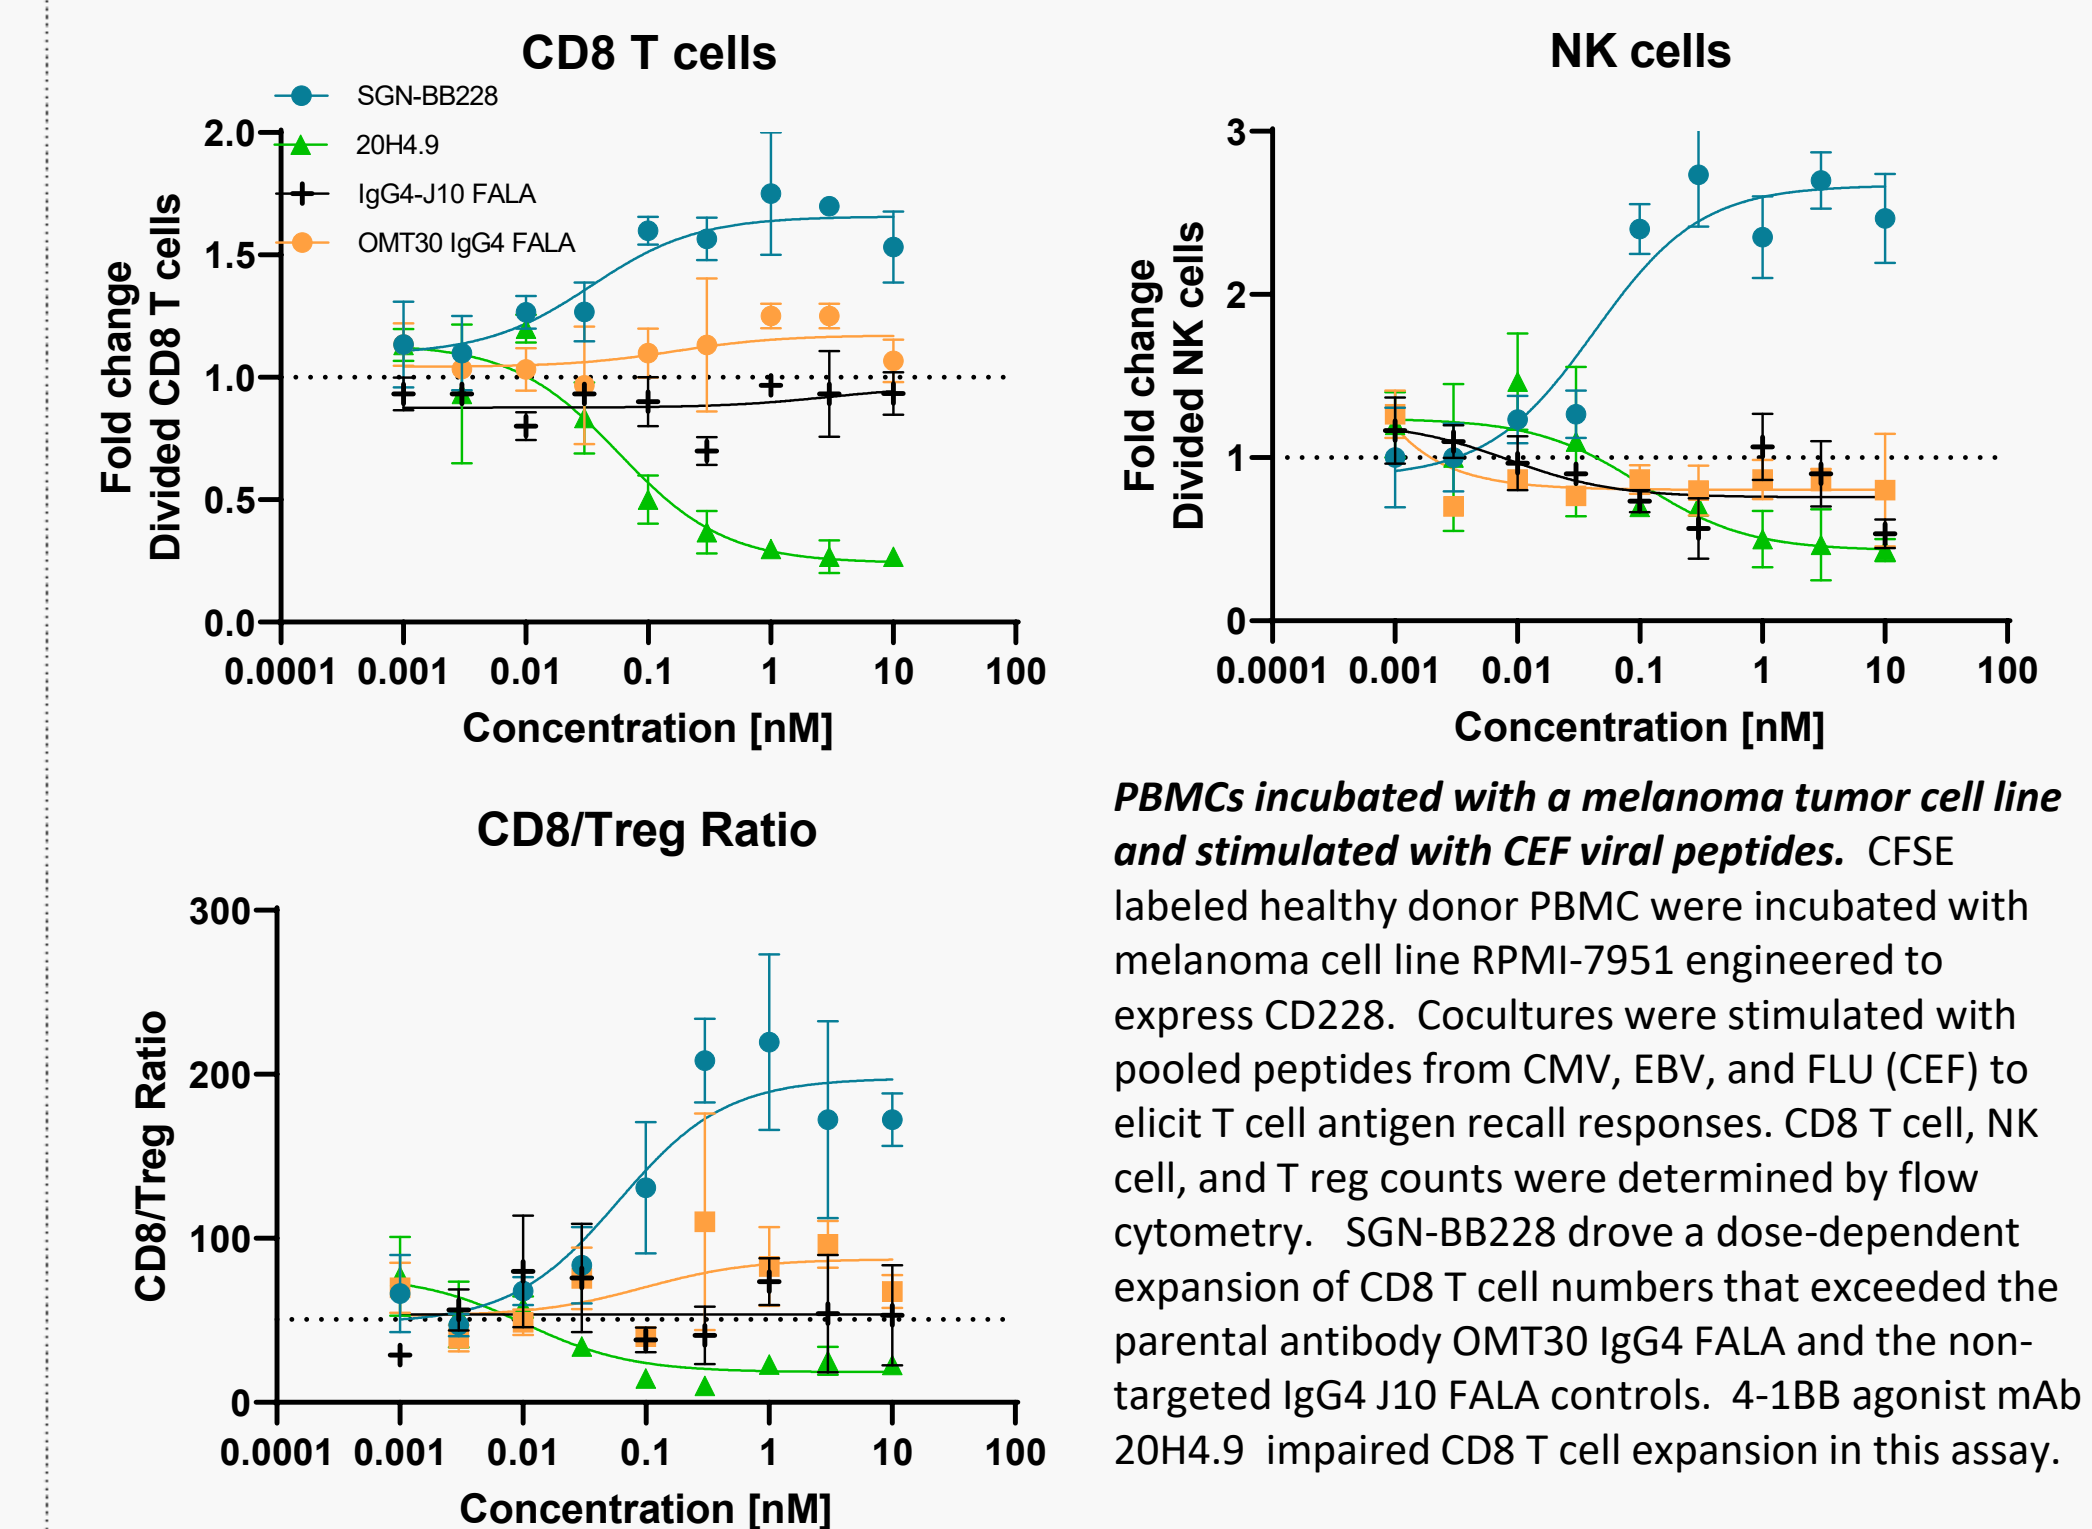 CD8 T cells
SGN-BB228
20H4.9
IgG4-J10 FALA
OMT30 IgG4 FALA
2.0
1.5
1.0
0.5
0.0
Fold change
Divided CD8 T cells
0.0001 0.001 0.01 0.1 1 10 100
Concentration [nM]
NK cells
3
2
1
0
Fold change
Divided NK cells
0.0001 0.001 0.01 0.1 1 10 100
Concentration [nM]
CD8/Treg Ratio
300
200
100
0
CD8/Treg Ratio
0.0001 0.001 0.01 0.1 1 10 100
Concentration [nM]
PBMCs incubated with a melanoma tumor cell line
and stimulated with CEF viral peptides. CFSE
labeled healthy donor PBMC were incubated with
melanoma cell line RPMI-7951 engineered to
express CD228. Cocultures were stimulated with
pooled peptides from CMV, EBV, and FLU (CEF) to
elicit T cell antigen recall responses. CD8 T cell, NK
cell, and T reg counts were determined by flow
cytometry. SGN-BB228 drove a dose-dependent
expansion of CD8 T cell numbers that exceeded the
parental antibody OMT30 IgG4 FALA and the non-
targeted IgG4 J10 FALA controls. 4-1BB agonist mAb
20H4.9 impaired CD8 T cell expansion in this assay.